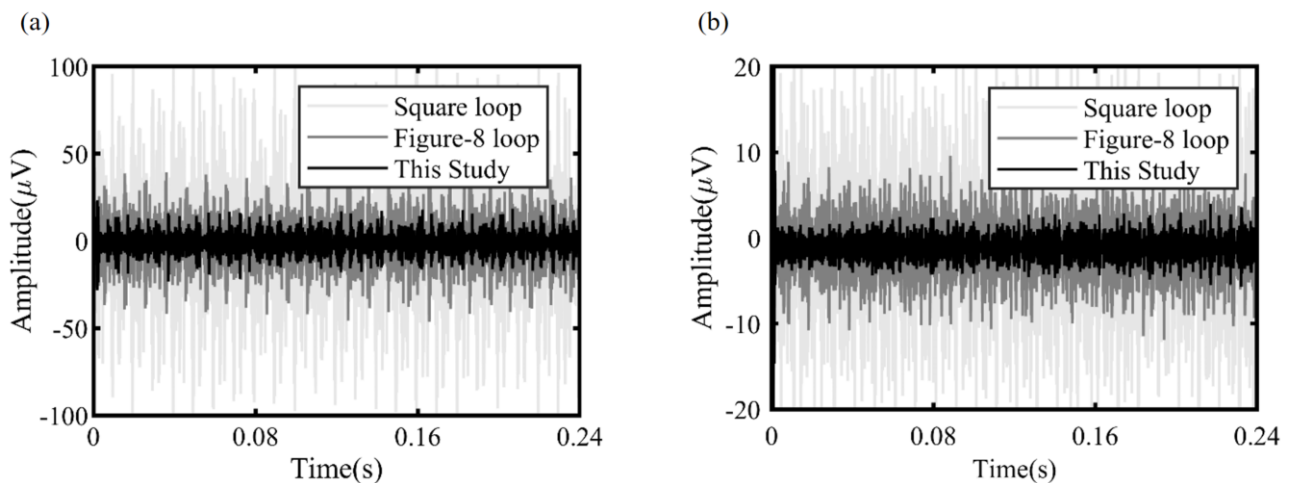 (a)
100
50
0
-50
-100
Amplitude(μV)
Square loop
Figure-8 loop
This Study
0
0.08
0.16
0.24
Time(s)
(b)
20
10
0
-10
-20
Amplitude(μV)
Square loop
Figure-8 loop
This Study
0
0.08
0.16
0.24
Time(s)